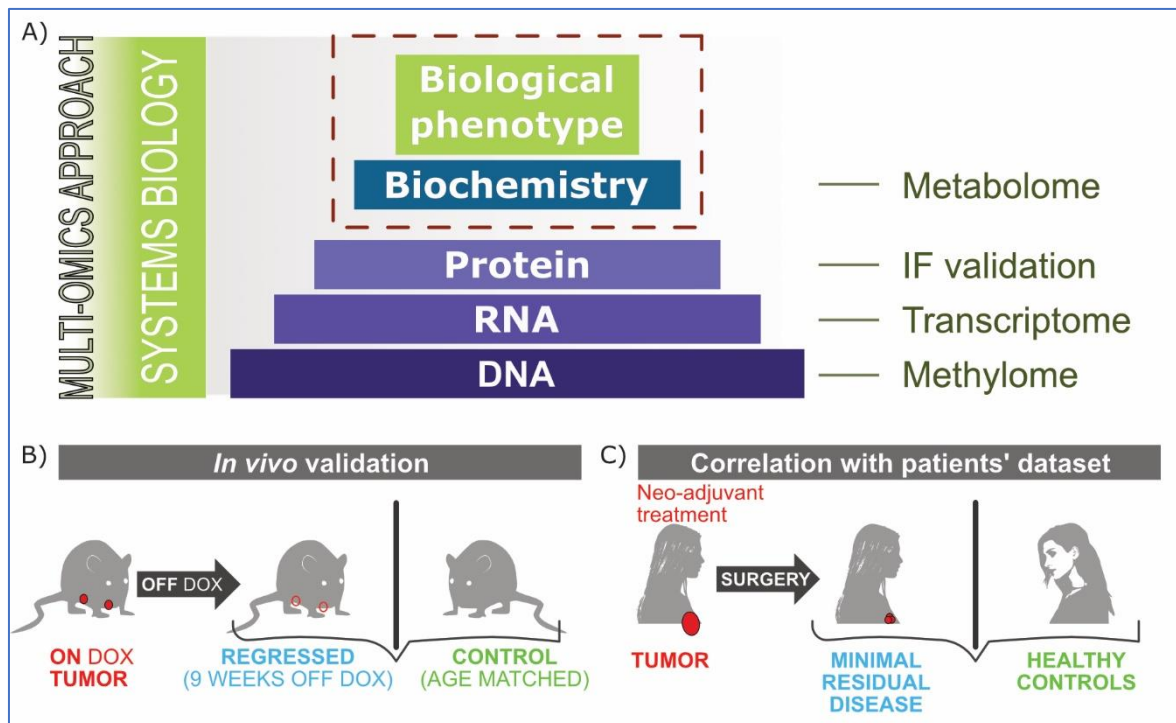 A)
MULTI-OMICS APPROACH
SYSTEMS BIOLOGY
Biological
phenotype
Biochemistry
Metabolome
Protein
IF validation
RNA
Transcriptome
DNA
Methylome
B)
In vivo validation
OFF DOX
ON DOX
TUMOR
REGRESSED
(9 WEEKS OFF DOX)
CONTROL
(AGE MATCHED)
C)
Correlation with patients' dataset
Neo-adjuvant
treatment
SURGERY
TUMOR
MINIMAL
RESIDUAL
DISEASE
HEALTHY
CONTROLS